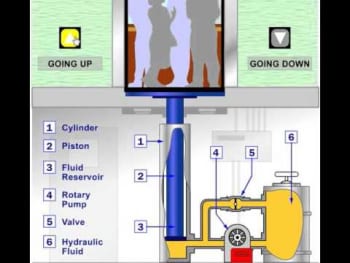 GOING UP
GOING DOWN
1 Cylinder
2 Piston
3 Fluid
Reservoir
4 Rotary
Pump
5 Valve
6 Hydraulic
Fluid
1
2
3
4
5
6